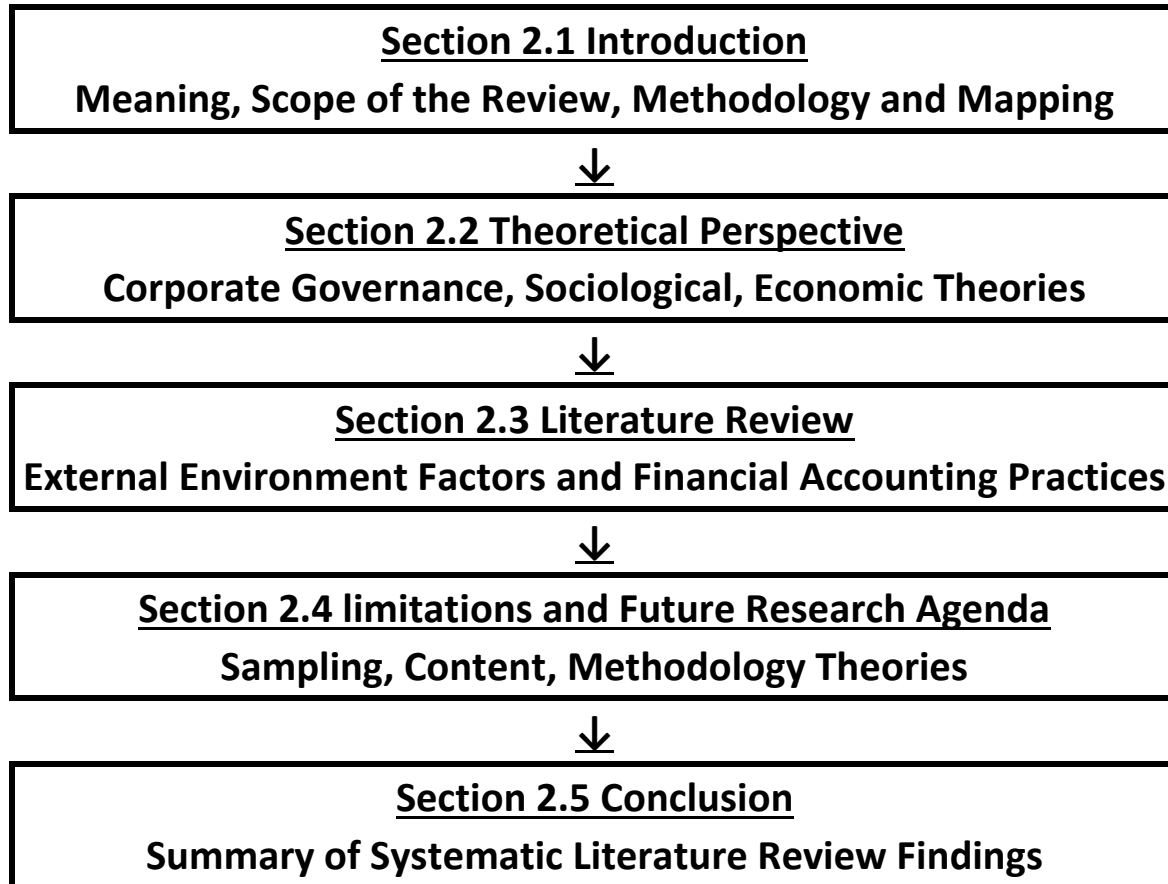 Section 2.1 Introduction
Meaning, Scope of the Review, Methodology and Mapping
↓
Section 2.2 Theoretical Perspective
Corporate Governance, Sociological, Economic Theories
↓
Section 2.3 Literature Review
External Environment Factors and Financial Accounting Practices
↓
Section 2.4 limitations and Future Research Agenda
Sampling, Content, Methodology Theories
↓
Section 2.5 Conclusion
Summary of Systematic Literature Review Findings